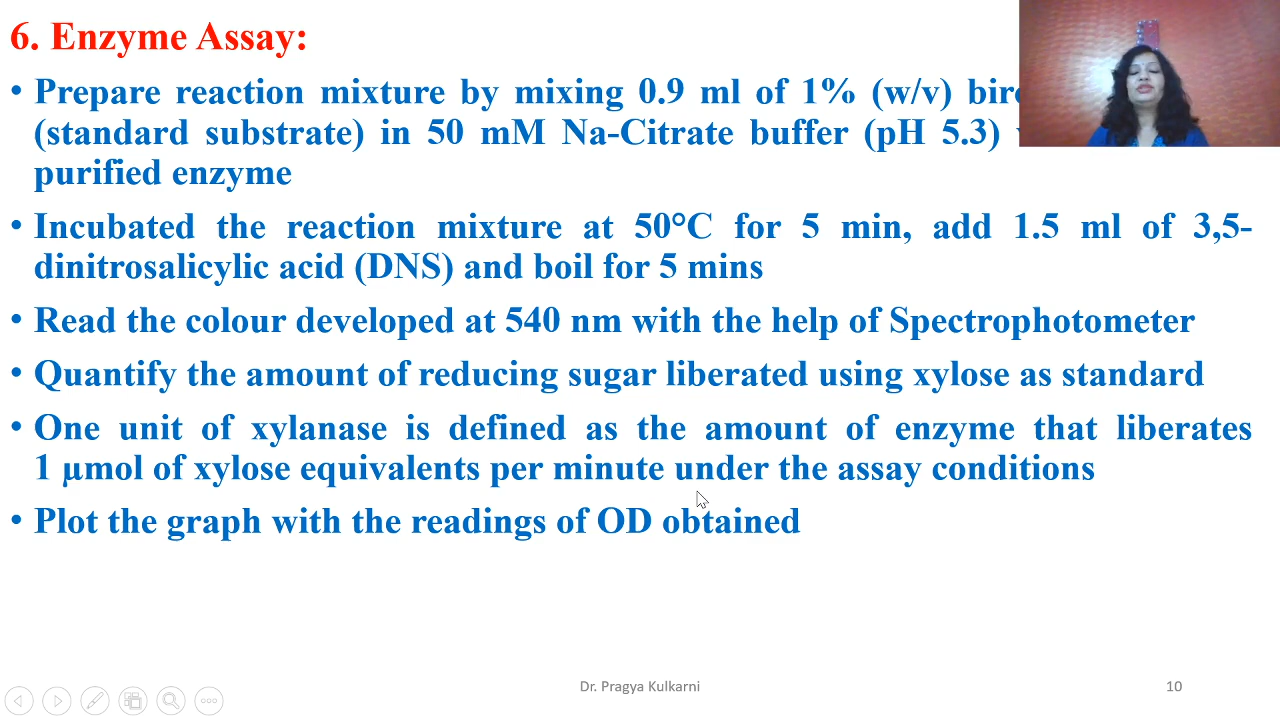 6. Enzyme Assay:
• Prepare reaction mixture by mixing 0.9 ml of 1% (w/v)
(standard substrate) in 50 mM Na-Citrate buffer (pH 5.3)
purified enzyme
• Incubated the reaction mixture at 50°C for 5 min, add 1.5 ml of 3,5-
dinitrosalicylic acid (DNS) and boil for 5 mins
• Read the colour developed at 540 nm with the help of Spectrophotometer
• Quantify the amount of reducing sugar liberated using xylose as standard
• One unit of xylanase is defined as the amount of enzyme that liberates
1 µmol of xylose equivalents per minute under the assay conditions
• Plot the graph with the readings of OD obtained
Dr. Pragya Kulkarni
10